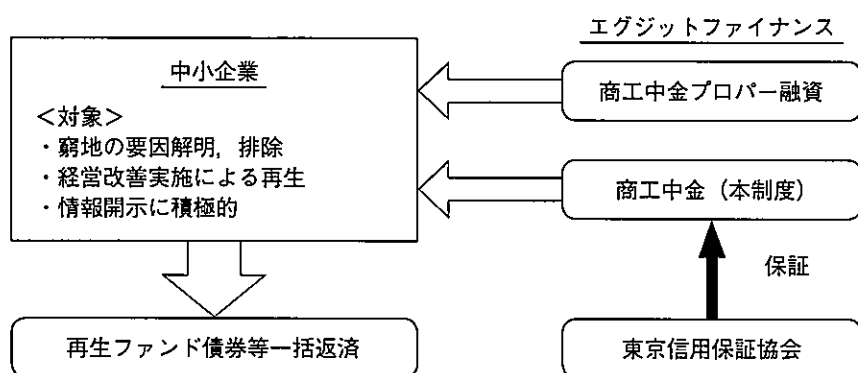 エグジットファイナンス
中小企業
<対象>
・窮地の要因解明,排除
・経営改善実施による再生
・情報開示に積極的
商工中金プロパー融資
商工中金(本制度)
保証
再生ファンド債券等一括返済
東京信用保証協会